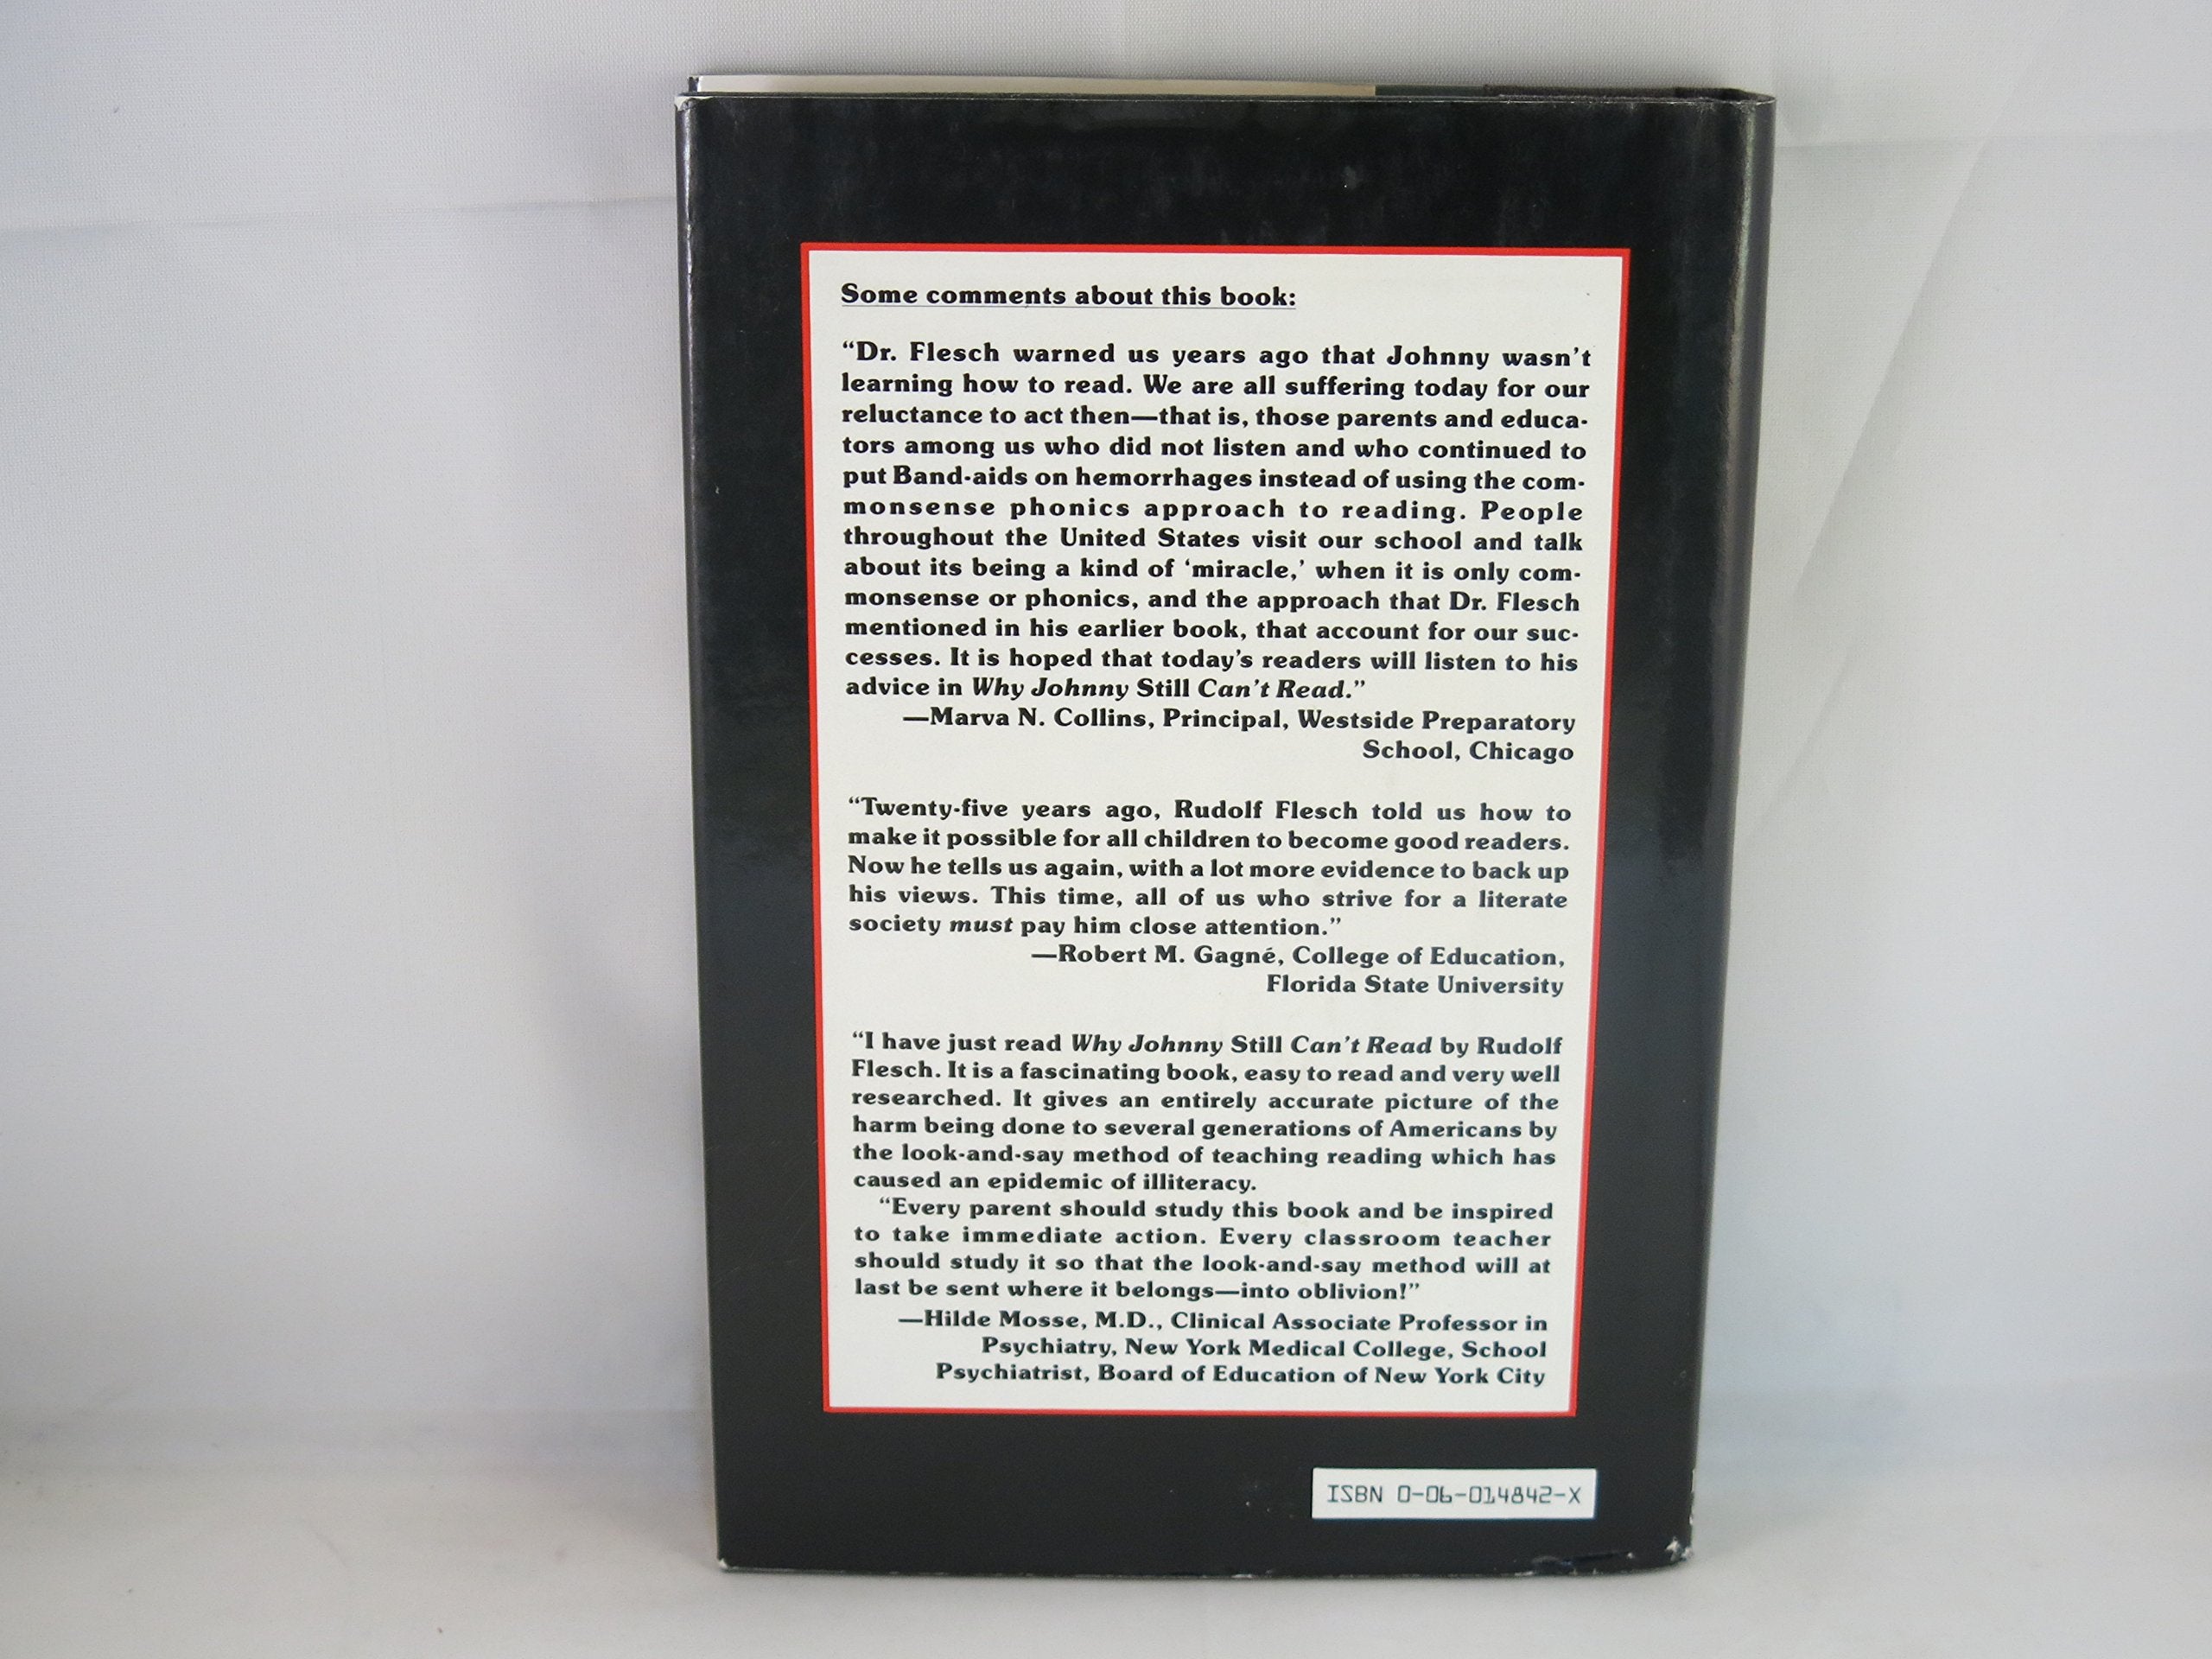 Some comments about this book:
“Dr. Flesch warned us years ago that Johnny wasn’t
learning how to read. We are all suffering today for our
reluctance to act then—that is, those parents and educa-
tors among us who did not listen and who continued to
put Band-aids on hemorrhages instead of using the com-
monsense phonics approach to reading. People
throughout the United States visit our school and talk
about its being a kind of ‘miracle,’ when it is only com-
monsense or phonics, and the approach that Dr. Flesch
mentioned in his earlier book, that account for our suc-
cesses. It is hoped that today’s readers will listen to his
advice in Why Johnny Still Can’t Read.”
—Marva N. Collins, Principal, Westside Preparatory
School, Chicago
“Twenty-five years ago, Rudolf Flesch told us how to
make it possible for all children to become good readers.
Now he tells us again, with a lot more evidence to back up
his views. This time, all of us who strive for a literate
society must pay him close attention.”
—Robert M. Gagné, College of Education,
Florida State University
“I have just read Why Johnny Still Can’t Read by Rudolf
Flesch. It is a fascinating book, easy to read and very well
researched. It gives an entirely accurate picture of the
harm being done to several generations of Americans by
the look-and-say method of teaching reading which has
caused an epidemic of illiteracy.
“Every parent should study this book and be inspired
to take immediate action. Every classroom teacher
should study it so that the look-and-say method will at
last be sent where it belongs—into oblivion!”
—Hilde Mosse, M.D., Clinical Associate Professor in
Psychiatry, New York Medical College, School
Psychiatrist, Board of Education of New York City
ISBN 0-06-014842-X